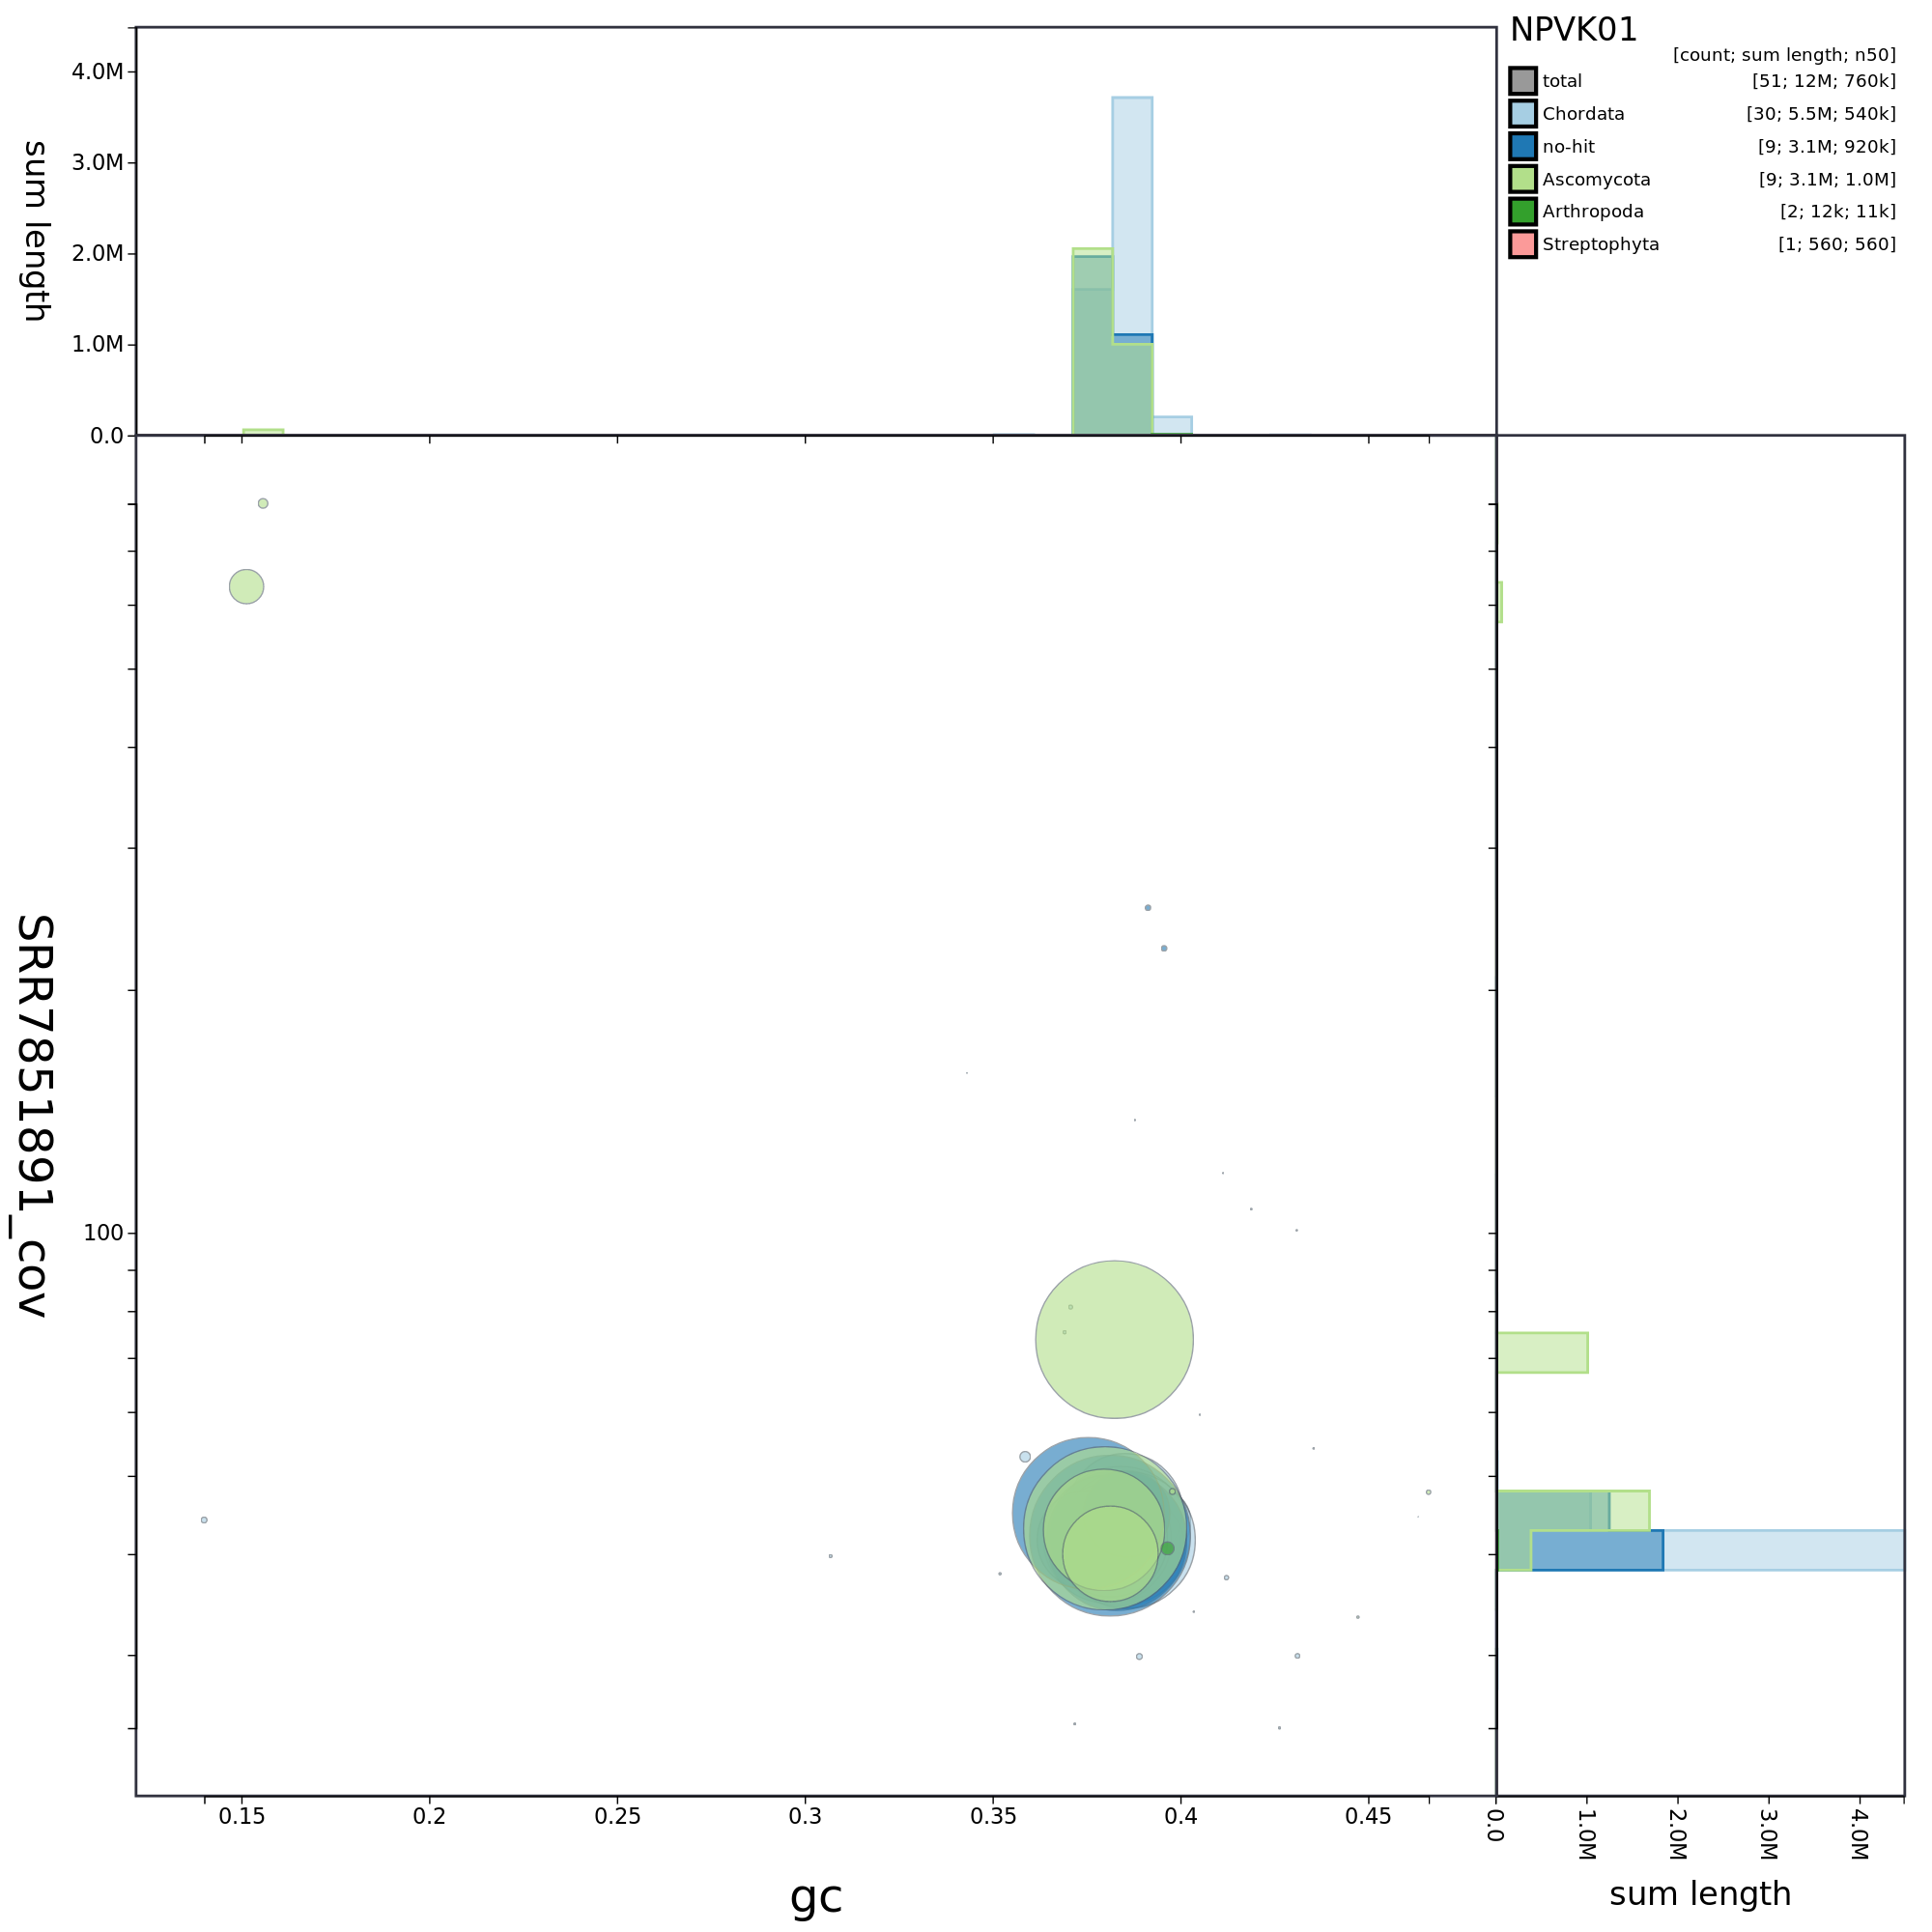 NPVK01
[count; sum length; n50]
total [51; 12M; 760k]
Chordata [30; 5.5M; 540k]
no-hit [9; 3.1M; 920k]
Ascomycota [9; 3.1M; 1.0M]
Arthropoda [2; 12k; 11k]
Streptophyta [1; 560; 560]
sum length
4.0M
3.0M
2.0M
1.0M
0.0
SRR7851891_cov
100
0.15 0.2 0.25 0.3 0.35 0.4 0.45
gc
0.0 1.0M 2.0M 3.0M 4.0M
sum length